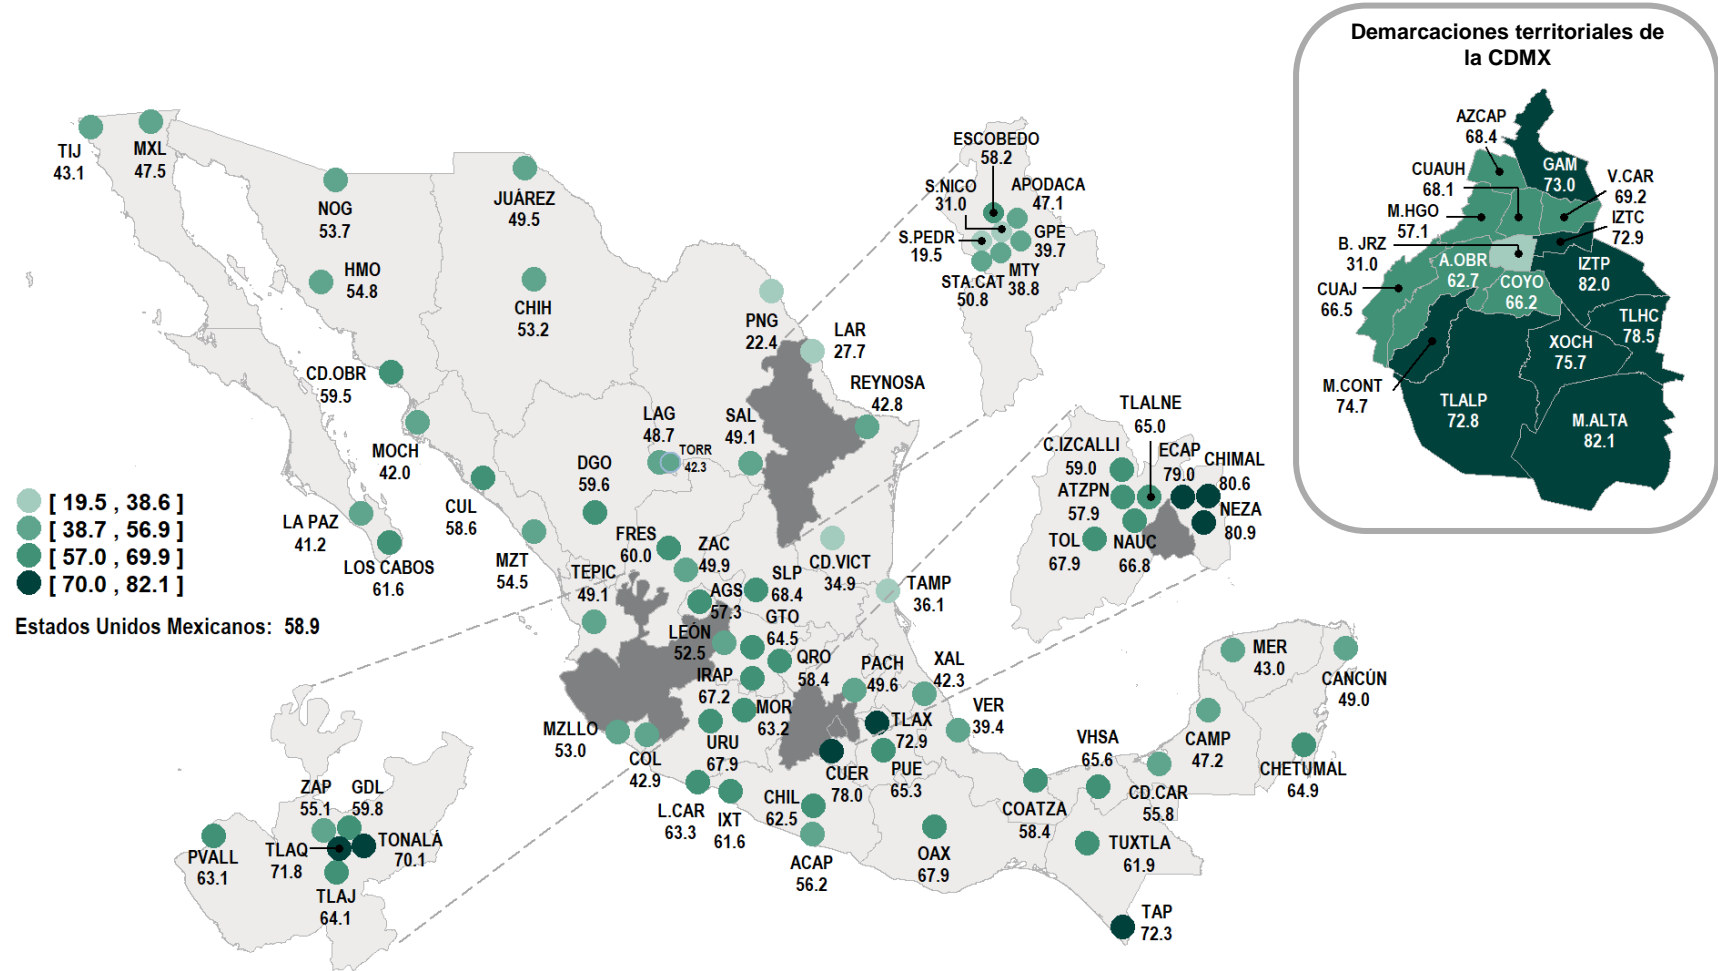 Demarcaciones territoriales de
la CDMX
AZCAP
68.4
GAM
73.0
CUAUH
68.1
V.CAR
69.2
M.HGO
57.1
IZTC
72.9
B. JRZ
31.0
A.OBR
62.7
IZTP
82.0
COYO
66.2
CUAJ
66.5
TLHC
78.5
XOCH
75.7
M.CONT
74.7
TLALP
72.8
M.ALTA
82.1
TIJ
43.1
MXL
47.5
NOG
53.7
JUÁREZ
49.5
HMO
54.8
CHIH
53.2
ESCOBEDO
58.2
S.NICO
31.0
APODACA
47.1
S.PEDR
19.5
GPE
39.7
MTY
38.8
STA.CAT
50.8
PNG
22.4
LAR
27.7
REYNOSA
42.8
CD.OBR
59.5
MOCH
42.0
LAG
48.7
TORR
42.3
SAL
49.1
DGO
59.6
CUL
58.6
LA PAZ
41.2
LOS CABOS
61.6
MZT
54.5
TLALNE
65.0
C.IZCALLI
59.0
ECAP
79.0
CHIMAL
80.6
ATZPN
57.9
NEZA
80.9
TOL
67.9
NAUC
66.8
[ 19.5 , 38.6 ]
[ 38.7 , 56.9 ]
[ 57.0 , 69.9 ]
[ 70.0 , 82.1 ]
Estados Unidos Mexicanos: 58.9
FRES
60.0
ZAC
49.9
TEPIC
49.1
AGS
57.3
SLP
68.4
CD.VICT
34.9
TAMP
36.1
LEÓN
52.5
GTO
64.5
IRAP
67.2
QRO
58.4
PACH
49.6
XAL
42.3
MOR
63.2
VER
39.4
MZLLO
53.0
COL
42.9
URU
67.9
TLAX
72.9
CUER
78.0
PUE
65.3
L.CAR
63.3
IXT
61.6
CHIL
62.5
ACAP
56.2
OAX
67.9
COATZA
58.4
VHSA
65.6
CD.CAR
55.8
TUXTLA
61.9
TAP
72.3
MER
43.0
CANCÚN
49.0
CAMP
47.2
CHETUMAL
64.9
ZAP
55.1
GDL
59.8
PVALL
63.1
TLAQ
71.8
TONALÁ
70.1
TLAJ
64.1